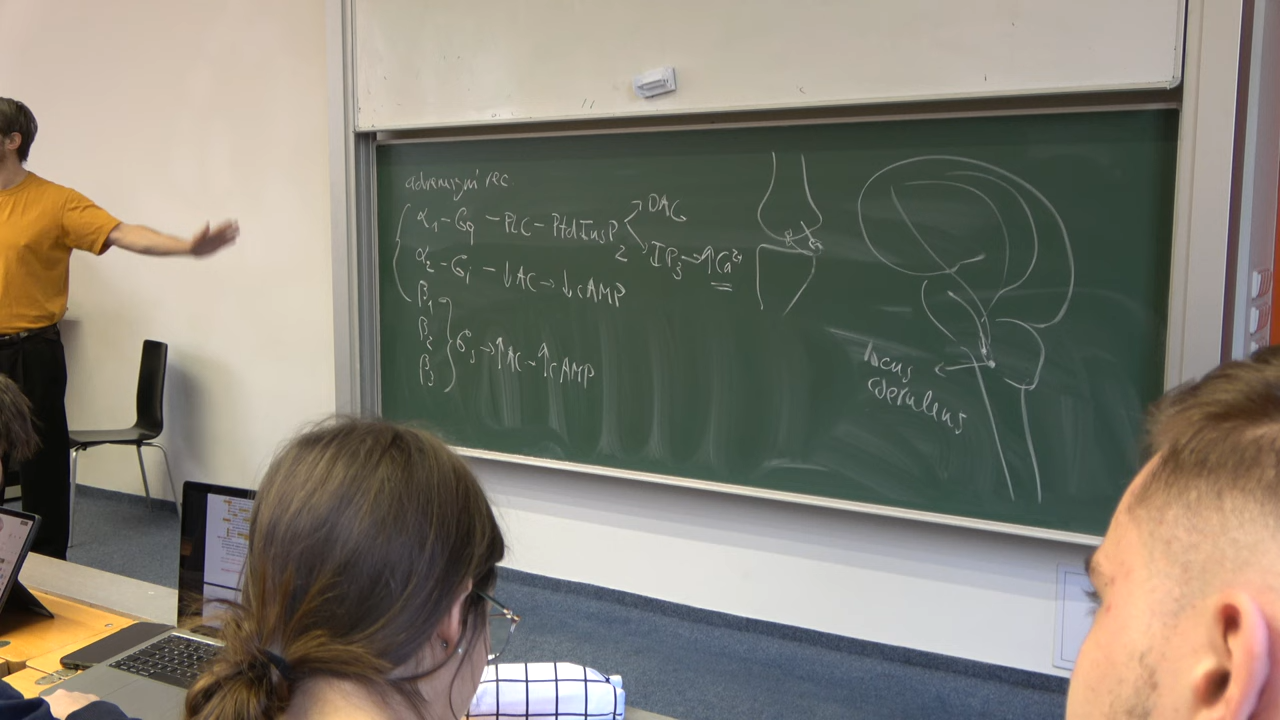 adrenergní rec.
α₁ - Gq - PLC - PtdInsP₂
DAG
IP₃ → ↑Ca²⁺
α₂ - Gi - ↓AC → ↓cAMP
β₁
β₂
β₃
Gs → ↑AC - ↑cAMP
locus
coeruleus